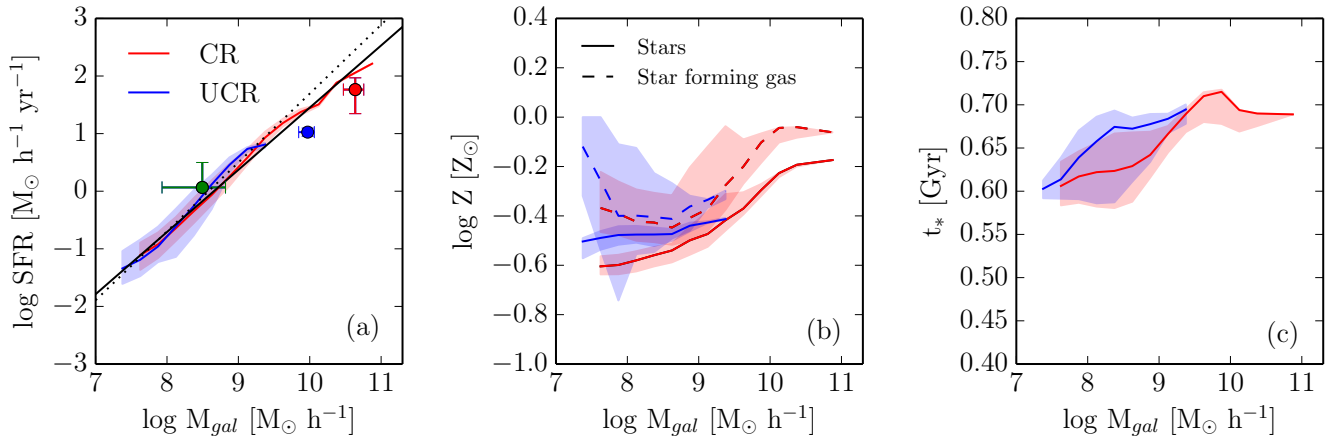 3
2
1
0
−1
−2
−3
log SFR [M⊙ h⁻¹ yr⁻¹]
CR
UCR
(a)
7 8 9 10 11
log M_gal [M⊙ h⁻¹]
0.4
0.2
−0.0
−0.2
−0.4
−0.6
−0.8
−1.0
log Z [Z⊙]
Stars
Star forming gas
(b)
7 8 9 10 11
log M_gal [M⊙ h⁻¹]
0.80
0.75
0.70
0.65
0.60
0.55
0.50
0.45
0.40
t_* [Gyr]
(c)
7 8 9 10 11
log M_gal [M⊙ h⁻¹]